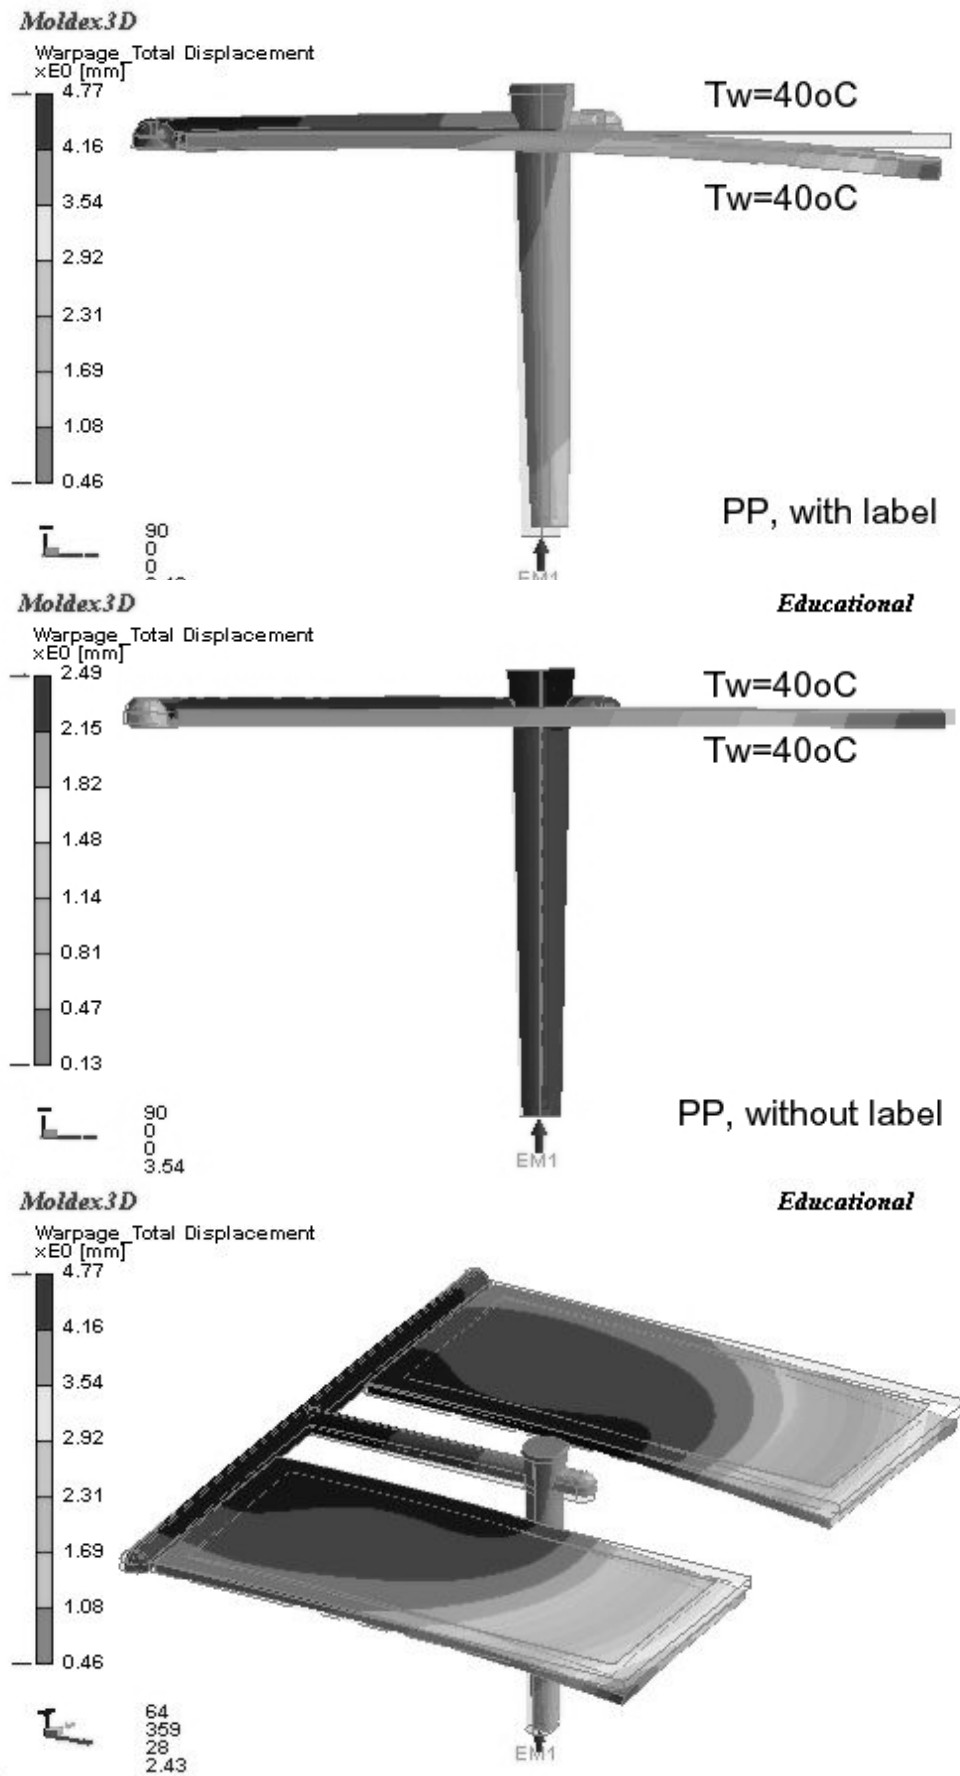 Moldex3D
Warpage_Total Displacement
xE0 [mm]
4.77
4.16
3.54
2.92
2.31
1.69
1.08
0.46
Tw=40oC
Tw=40oC
PP, with label
90
0
0
EM1
Moldex3D
Educational
Warpage_Total Displacement
xE0 [mm]
2.49
2.15
1.82
1.48
1.14
0.81
0.47
0.13
Tw=40oC
Tw=40oC
PP, without label
90
0
0
3.54
EM1
Moldex3D
Educational
Warpage_Total Displacement
xE0 [mm]
4.77
4.16
3.54
2.92
2.31
1.69
1.08
0.46
64
359
28
2.43
EM1